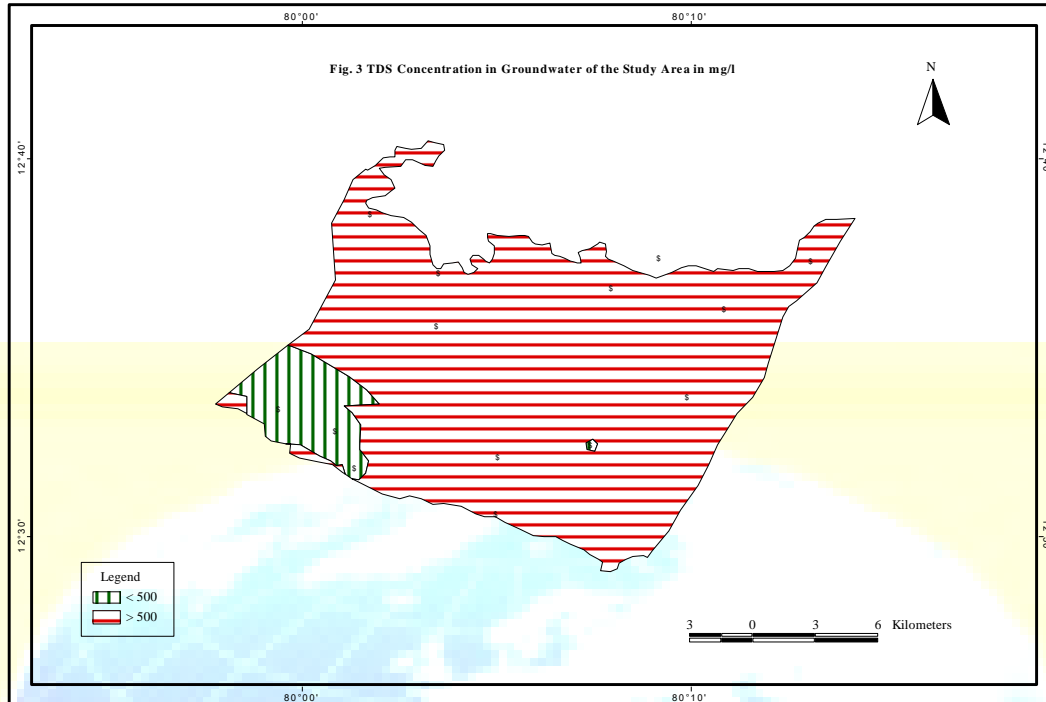 80°00' 80°10'
Fig. 3 TDS Concentration in Groundwater of the Study Area in mg/l
N
12°40'
12°30'
Legend
< 500
> 500
3 0 3 6 Kilometers
80°00' 80°10'